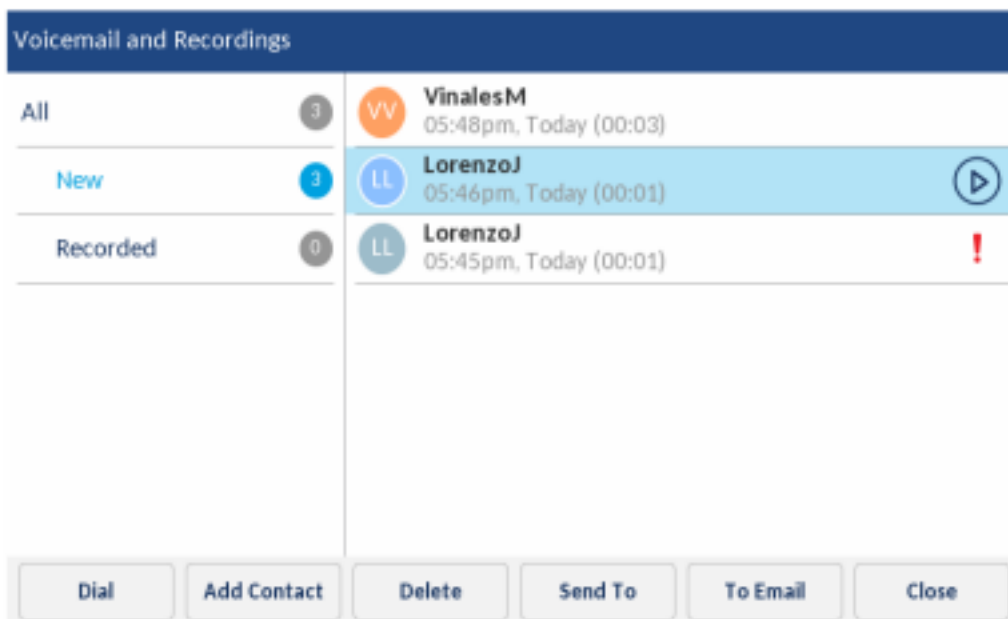 Voicemail and Recordings
All 3
New 3
Recorded 0
VV VinalesM
05:48pm, Today (00:03)
LL LorenzoJ
05:46pm, Today (00:01)
LL LorenzoJ
05:45pm, Today (00:01) !
Dial Add Contact Delete Send To To Email Close